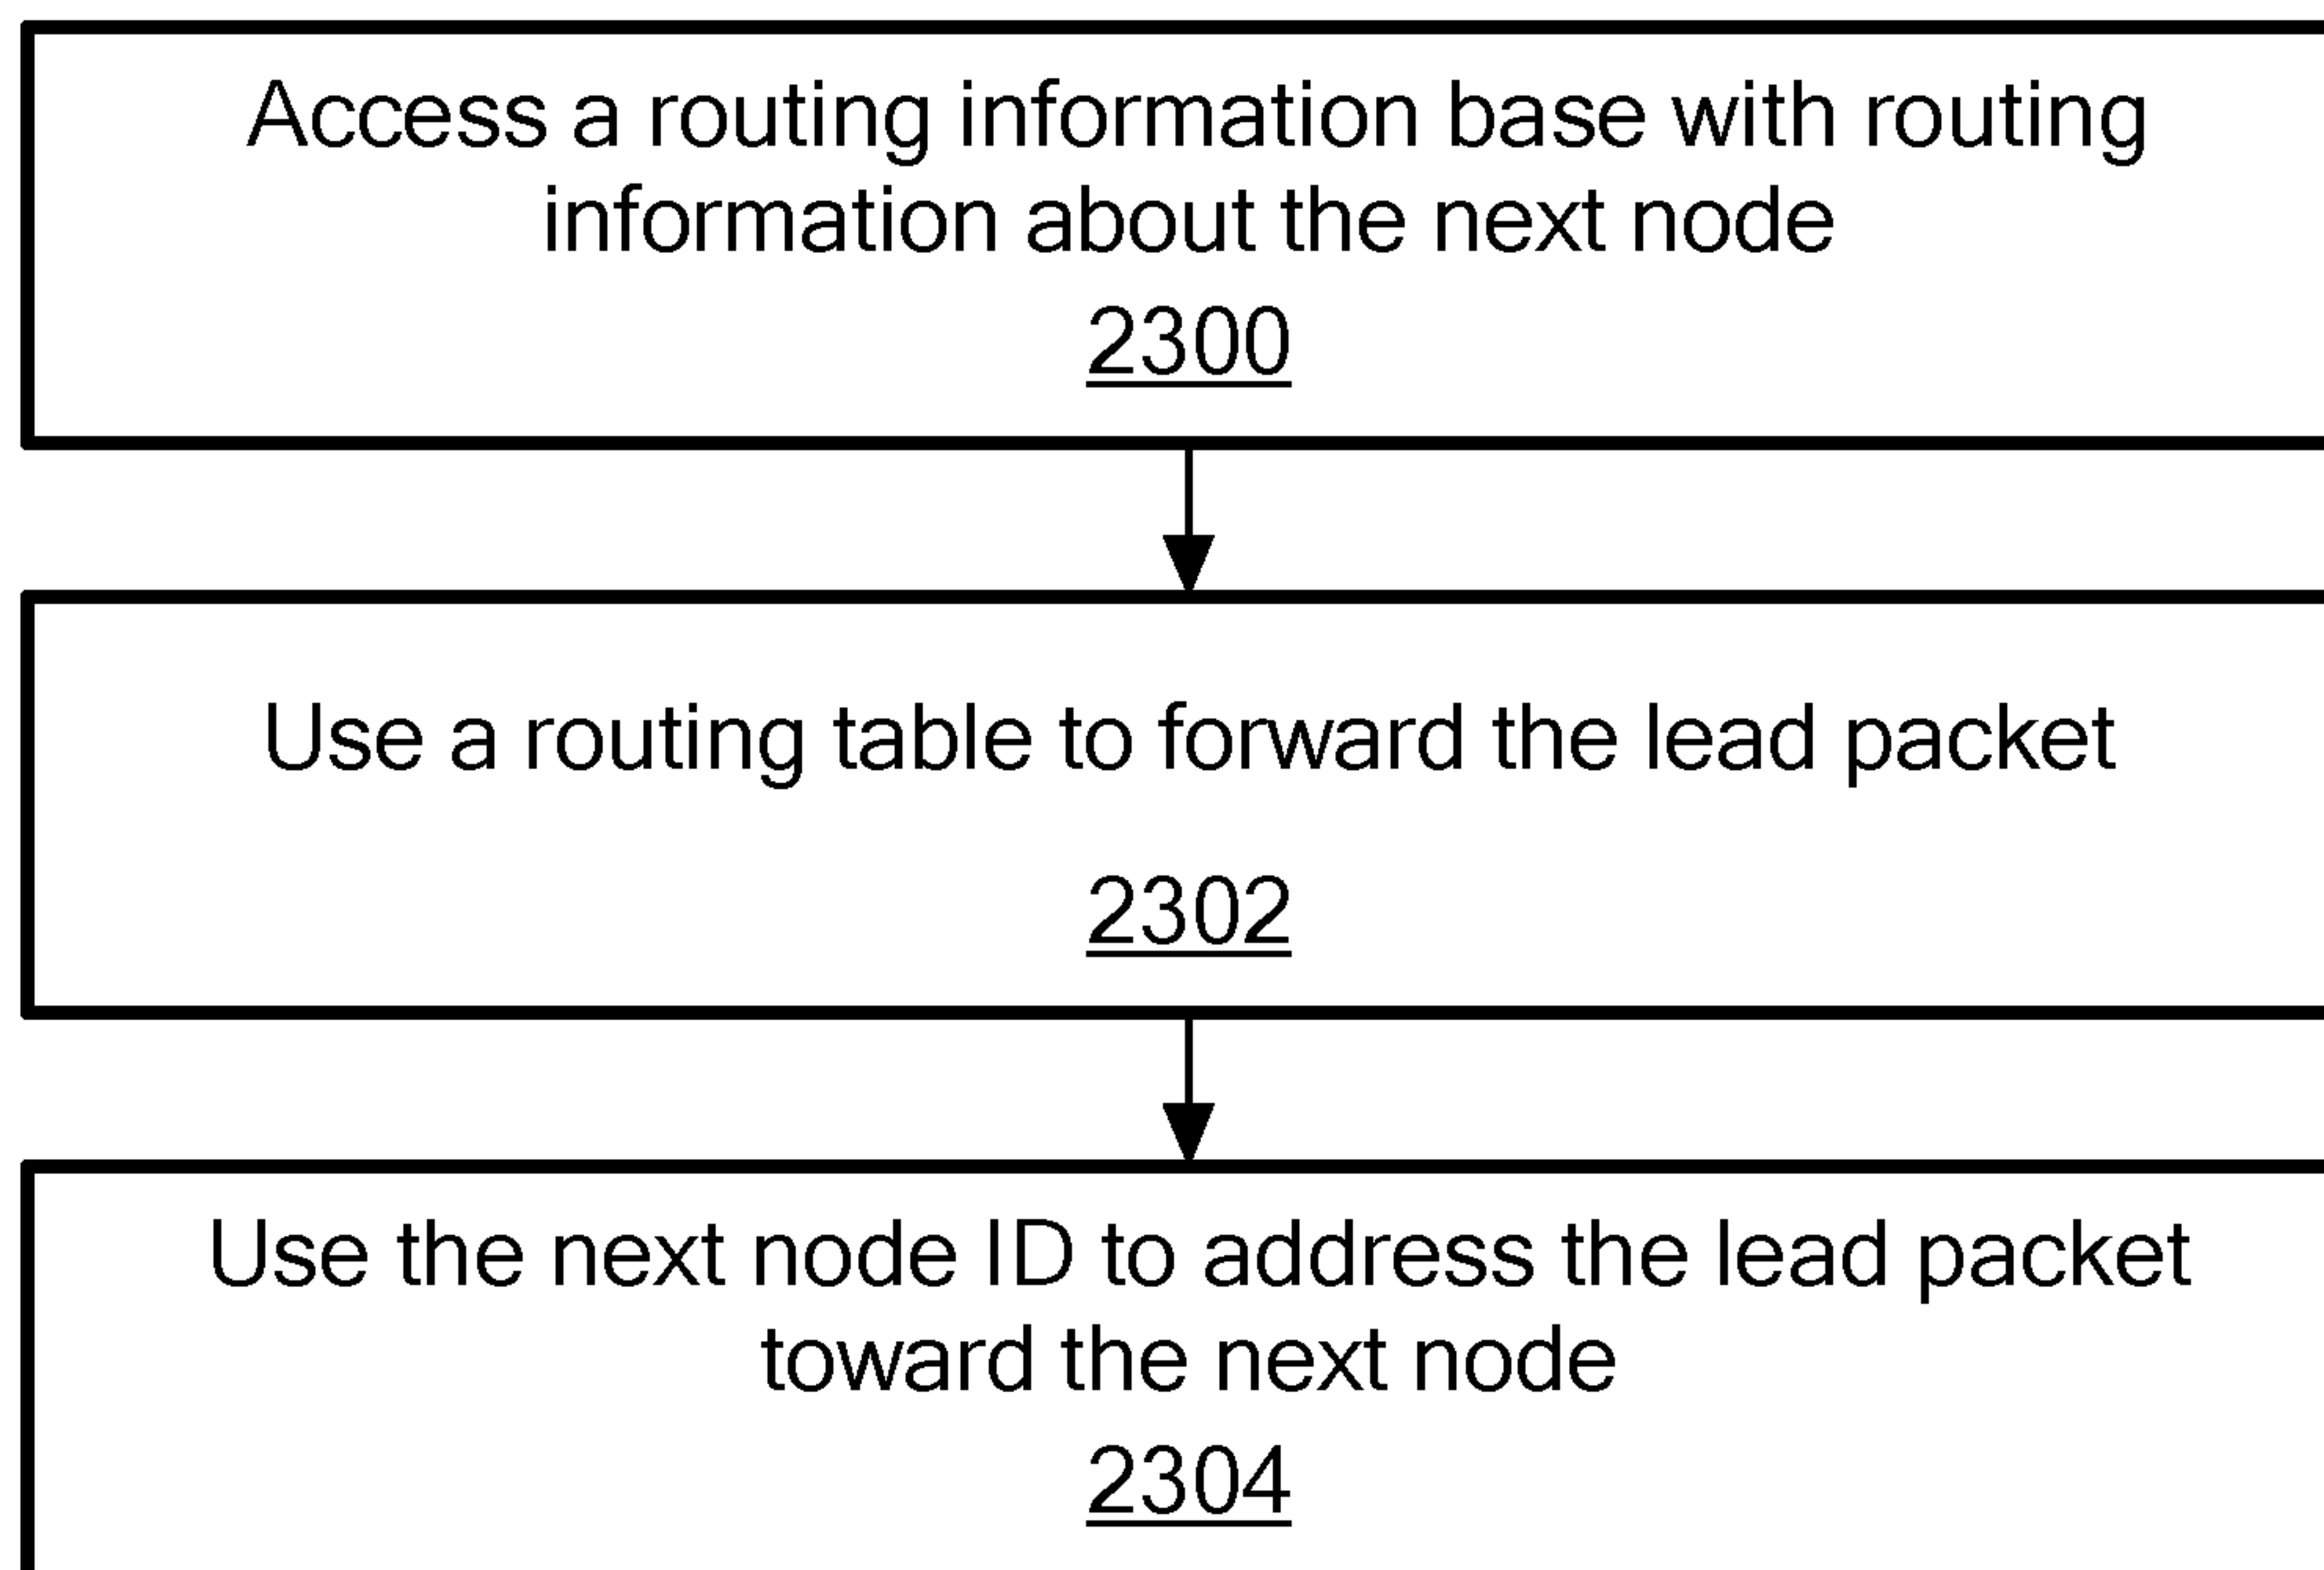 Access a routing information base with routing
information about the next node
2300
Use a routing table to forward the lead packet
2302
Use the next node ID to address the lead packet
toward the next node
2304